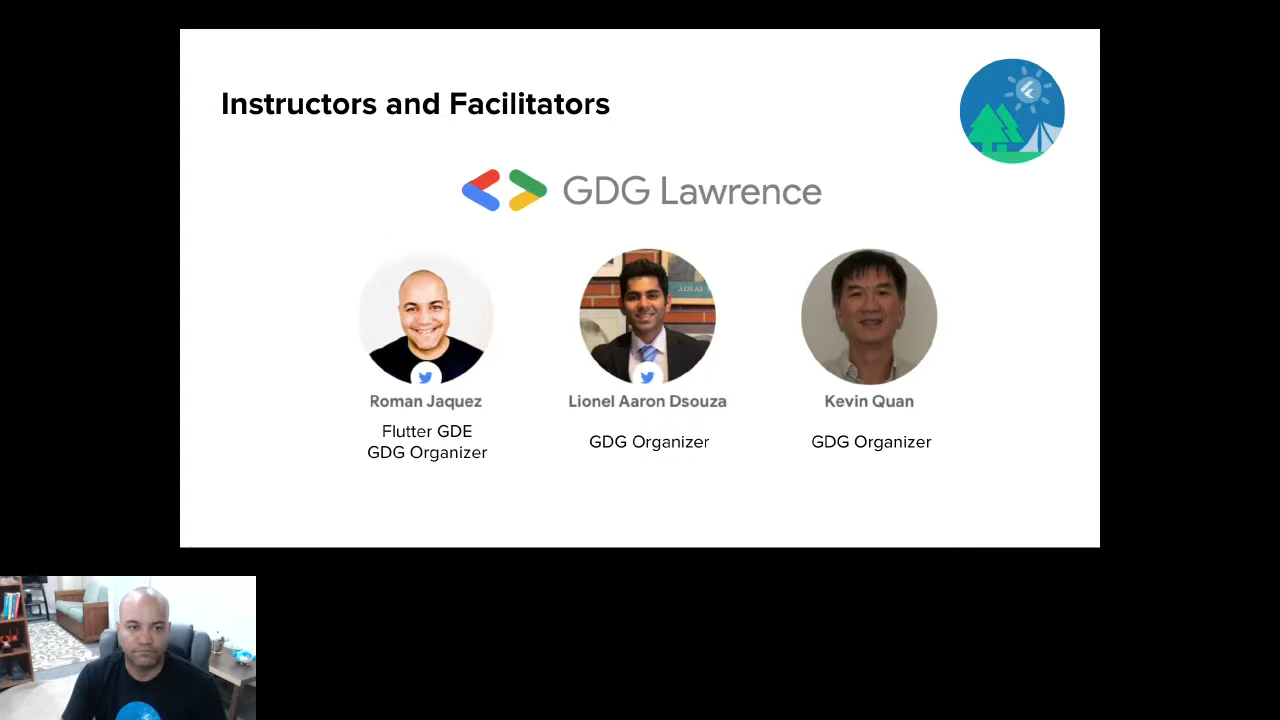 Instructors and Facilitators
GDG Lawrence
JDLAI
Roman Jaquez
Lionel Aaron Dsouza
Kevin Quan
Flutter GDE
GDG Organizer
GDG Organizer
GDG Organizer